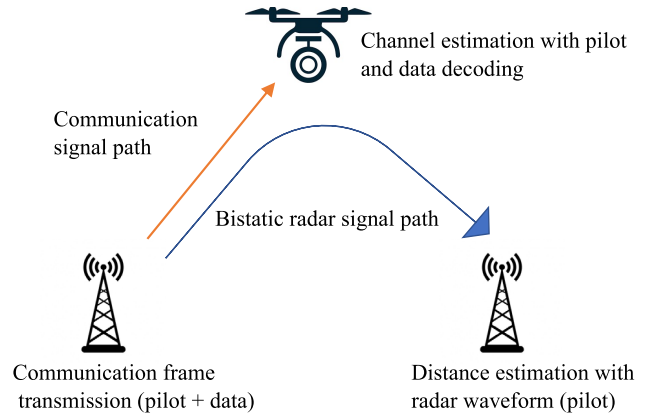 Channel estimation with pilot
and data decoding
Communication
signal path
Bistatic radar signal path
Communication frame
transmission (pilot + data)
Distance estimation with
radar waveform (pilot)